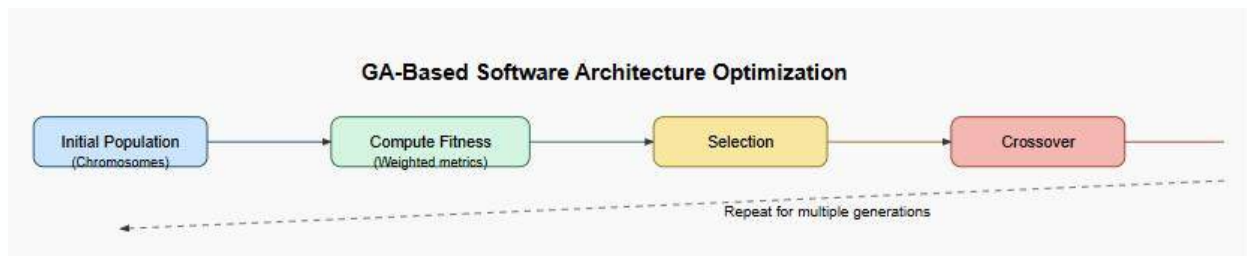 GA-Based Software Architecture Optimization
Initial Population
(Chromosomes)
Compute Fitness
(Weighted metrics)
Selection
Crossover
Repeat for multiple generations